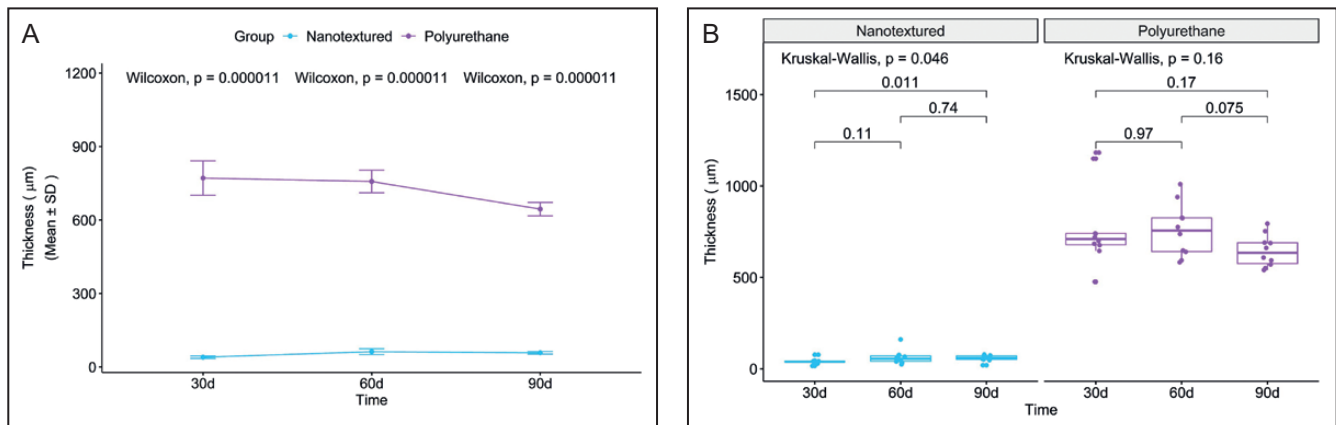 A
Group Nanotextured Polyurethane
1200
900
600
300
0
Thickness ( μm)
(Mean ± SD )
Wilcoxon, p = 0.000011 Wilcoxon, p = 0.000011 Wilcoxon, p = 0.000011
30d 60d 90d
Time
B
Nanotextured Polyurethane
Kruskal-Wallis, p = 0.046 Kruskal-Wallis, p = 0.16
1500
1000
500
0
Thickness ( μm)
0.011 0.17
0.74 0.075
0.11 0.97
30d 60d 90d 30d 60d 90d
Time